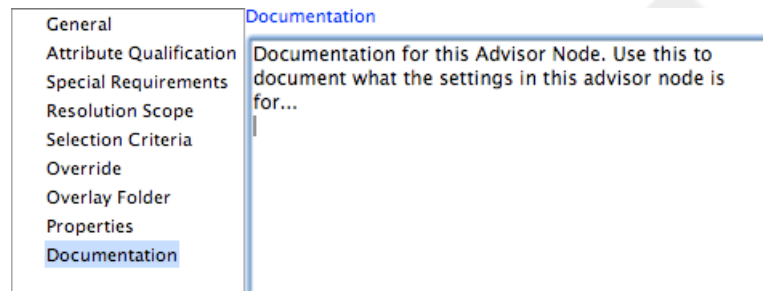 General
Attribute Qualification
Special Requirements
Resolution Scope
Selection Criteria
Override
Overlay Folder
Properties
Documentation
Documentation
Documentation for this Advisor Node. Use this to
document what the settings in this advisor node is
for...